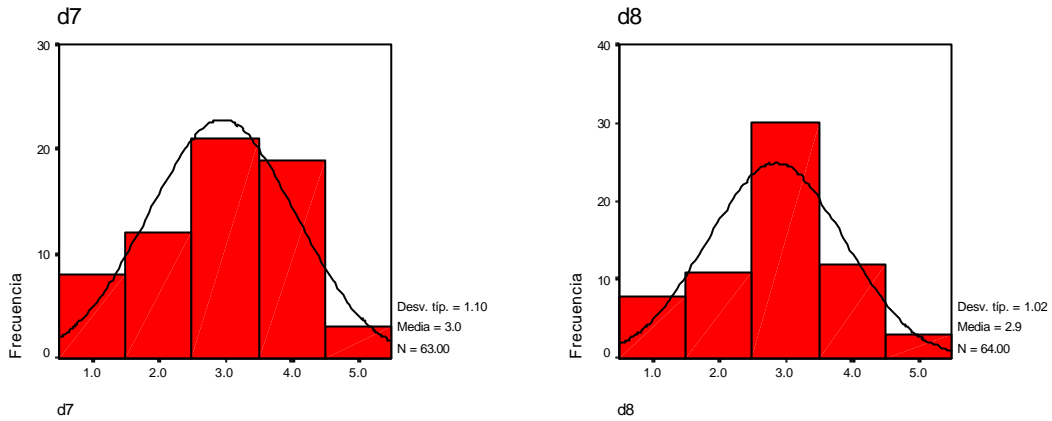 d7
30
20
10
0
Frecuencia
1.0 2.0 3.0 4.0 5.0
d7
Desv. típ. = 1.10
Media = 3.0
N = 63.00
d8
40
30
20
10
0
Frecuencia
1.0 2.0 3.0 4.0 5.0
d8
Desv. típ. = 1.02
Media = 2.9
N = 64.00